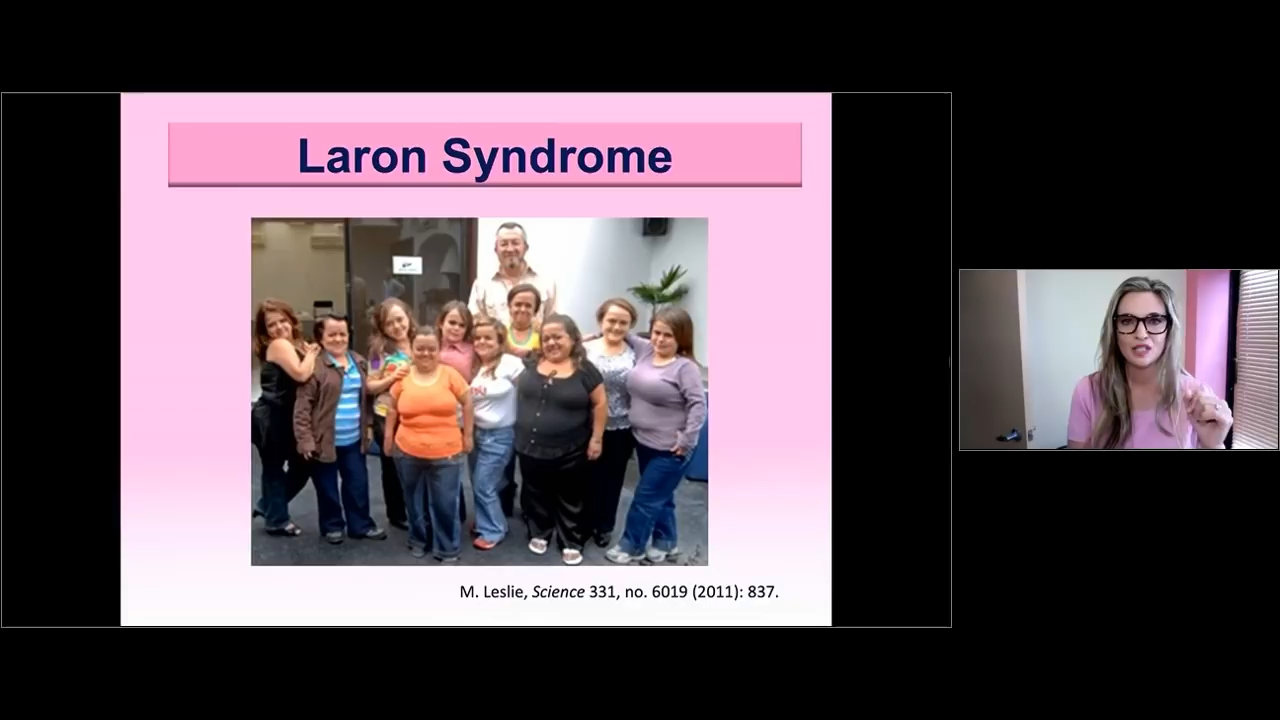 Laron Syndrome
M. Leslie, Science 331, no. 6019 (2011): 837.